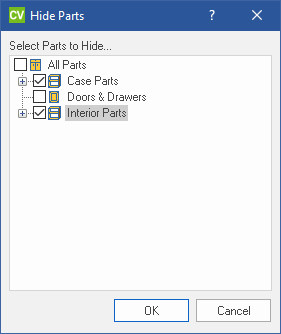 CV Hide Parts ?
Select Parts to Hide...
All Parts
Case Parts
Doors & Drawers
Interior Parts
OK Cancel